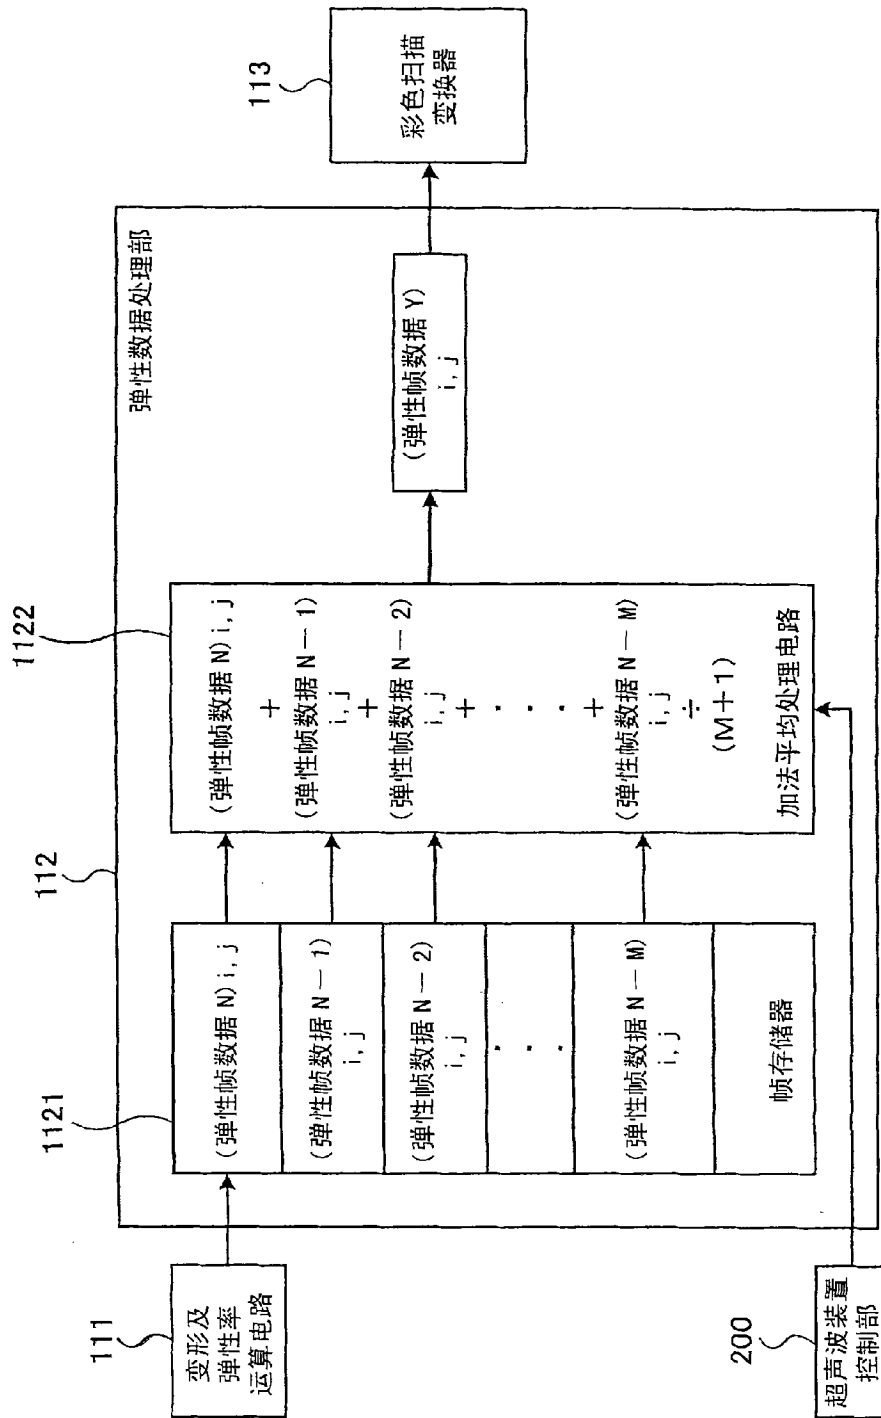 111
变形及
弹性率
运算电路
200
超声波装置
控制部
112
弹性数据处理部
1121
(弹性帧数据 N) i, j
(弹性帧数据 N－1)
i, j
(弹性帧数据 N－2)
i, j
· · ·
(弹性帧数据 N－M)
i, j
帧存储器
1122
(弹性帧数据 N) i, j
+
(弹性帧数据 N－1)
i, j
+
(弹性帧数据 N－2)
i, j
+
· · ·
+
(弹性帧数据 N－M)
i, j
÷
(M+1)
加法平均处理电路
(弹性帧数据 Y)
i, j
113
彩色扫描
变换器